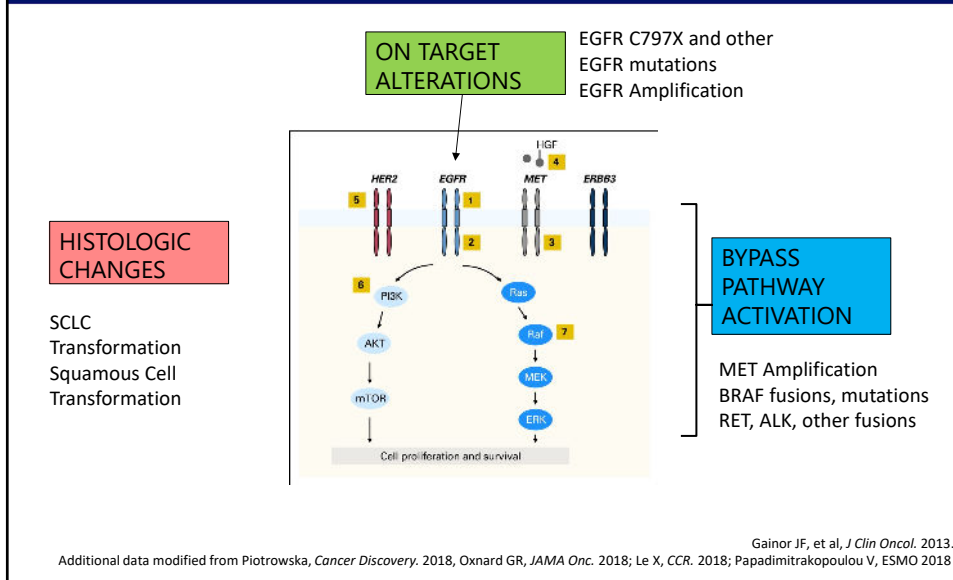 ON TARGET
ALTERATIONS
EGFR C797X and other
EGFR mutations
EGFR Amplification
HGF
4
HER2
EGFR
MET
ERBB3
5
1
2
3
HISTOLOGIC
CHANGES
SCLC
Transformation
Squamous Cell
Transformation
6
PI3K
AKT
mTOR
Ras
Raf
7
MEK
ERK
Cell proliferation and survival
BYPASS
PATHWAY
ACTIVATION
MET Amplification
BRAF fusions, mutations
RET, ALK, other fusions
Gainor JF, et al, J Clin Oncol. 2013.
Additional data modified from Piotrowska, Cancer Discovery. 2018, Oxnard GR, JAMA Onc. 2018; Le X, CCR. 2018; Papadimitrakopoulou V, ESMO 2018